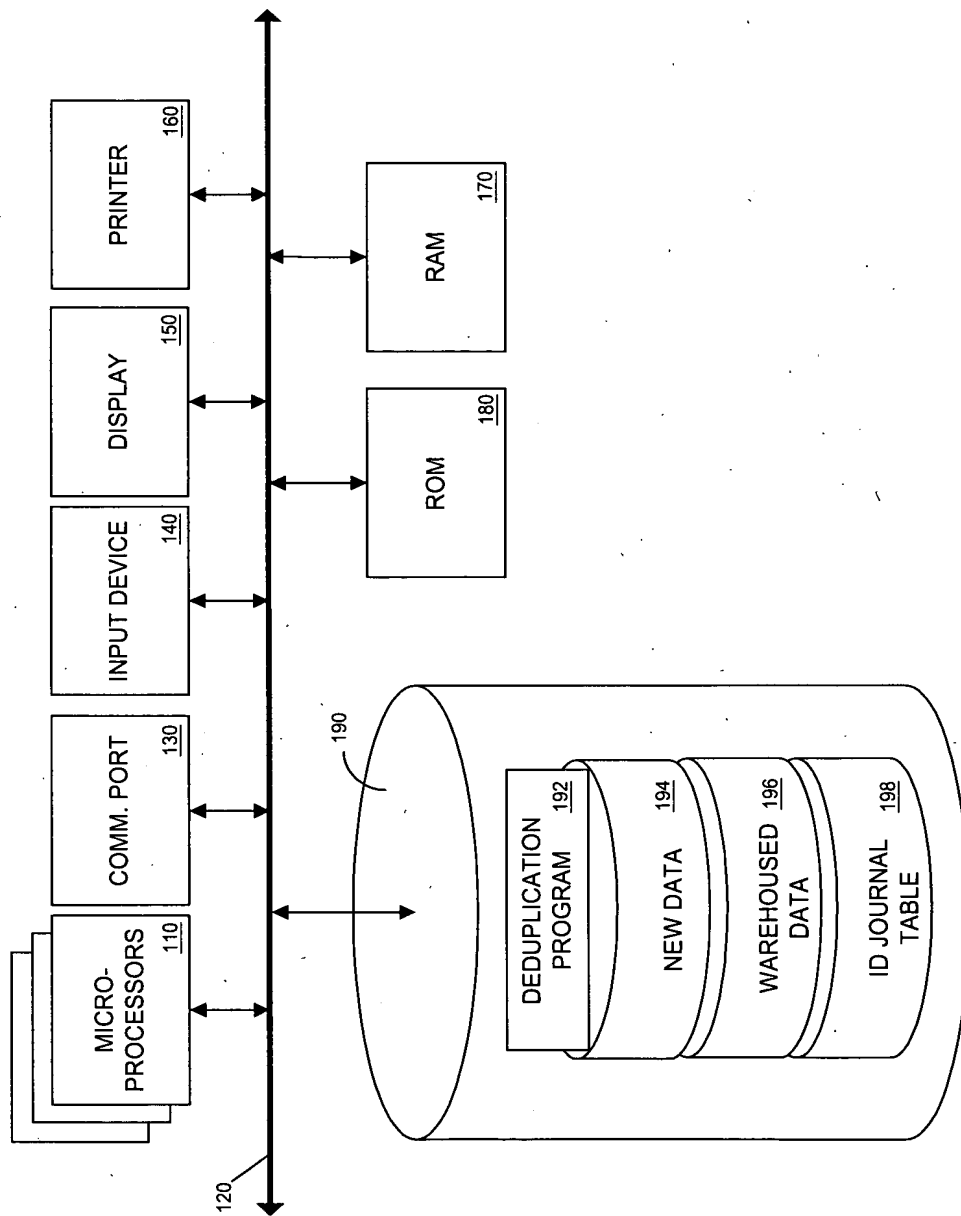 MICRO-
PROCESSORS
110
COMM. PORT
130
INPUT DEVICE
140
DISPLAY
150
PRINTER
160
120
190
ROM
180
RAM
170
DEDUPLICATION
PROGRAM
192
NEW DATA
194
WAREHOUSED
DATA
196
ID JOURNAL
TABLE
198